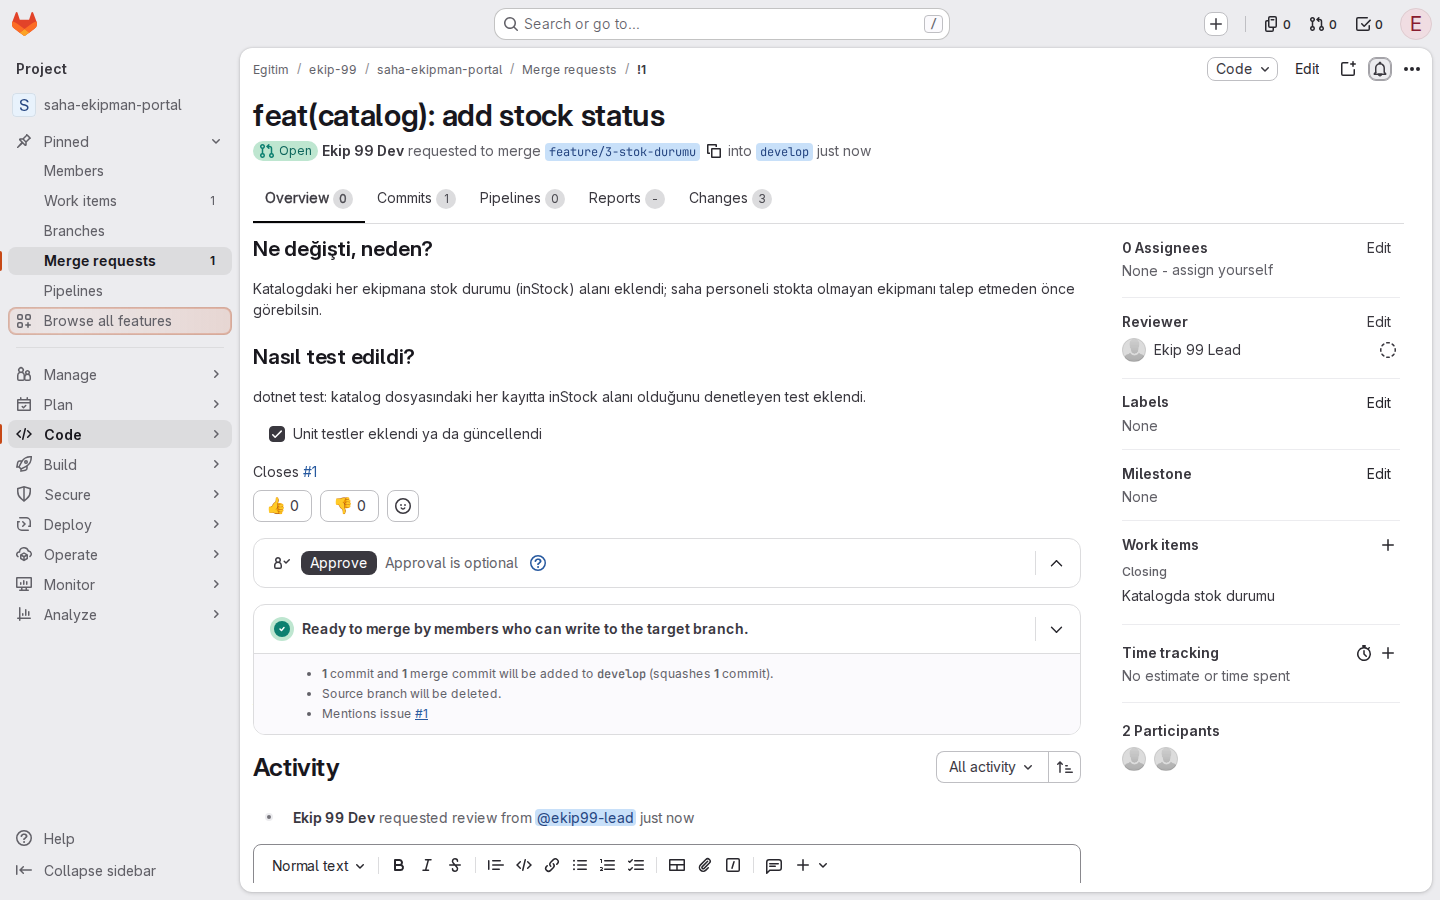 Search or go to...
/
0
0
0
E
Project
S
saha-ekipman-portal
Pinned
Members
Work items 1
Branches
Merge requests 1
Pipelines
Browse all features
Manage
Plan
Code
Build
Secure
Deploy
Operate
Monitor
Analyze
Help
Collapse sidebar
Egitim / ekip-99 / saha-ekipman-portal / Merge requests / !1
Code
Edit
feat(catalog): add stock status
Open Ekip 99 Dev requested to merge feature/3-stok-durumu into develop just now
Overview 0
Commits 1
Pipelines 0
Reports -
Changes 3
Ne değişti, neden?
Katalogdaki her ekipmana stok durumu (inStock) alanı eklendi; saha personeli stokta olmayan ekipmanı talep etmeden önce
görebilsin.
Nasıl test edildi?
dotnet test: katalog dosyasındaki her kayıtta inStock alanı olduğunu denetleyen test eklendi.
Unit testler eklendi ya da güncellendi
Closes #1
👍 0
👎 0
Approve Approval is optional
Ready to merge by members who can write to the target branch.
1 commit and 1 merge commit will be added to develop (squashes 1 commit).
Source branch will be deleted.
Mentions issue #1
Activity
All activity
Ekip 99 Dev requested review from @ekip99-lead just now
Normal text
0 Assignees Edit
None - assign yourself
Reviewer Edit
Ekip 99 Lead
Labels Edit
None
Milestone Edit
None
Work items
Closing
Katalogda stok durumu
Time tracking
No estimate or time spent
2 Participants